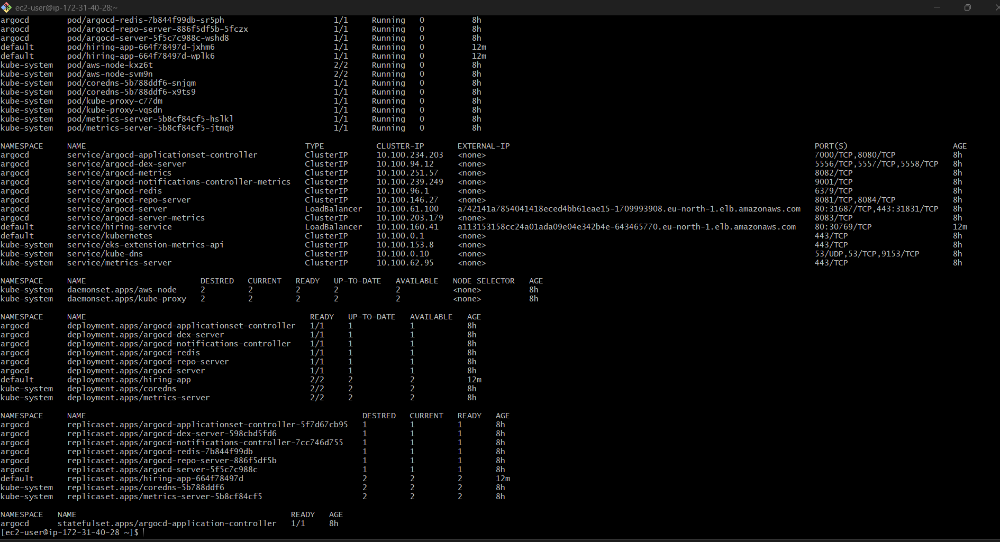 ec2-user@ip-172-31-40-28:~
argocd pod/argocd-redis-7b844f99db-sr5ph 1/1 Running 0 8h
argocd pod/argocd-repo-server-886f5df5b-5fczx 1/1 Running 0 8h
argocd pod/argocd-server-5f5c7c988c-wshd8 1/1 Running 0 8h
default pod/hiring-app-664f78497d-jxhm6 1/1 Running 0 12m
default pod/hiring-app-664f78497d-wplk6 1/1 Running 0 12m
kube-system pod/aws-node-kxz6t 2/2 Running 0 8h
kube-system pod/aws-node-svm9n 2/2 Running 0 8h
kube-system pod/coredns-5b788ddf6-snjqm 1/1 Running 0 8h
kube-system pod/coredns-5b788ddf6-x9ts9 1/1 Running 0 8h
kube-system pod/kube-proxy-c77dm 1/1 Running 0 8h
kube-system pod/kube-proxy-vqsdn 1/1 Running 0 8h
kube-system pod/metrics-server-5b8cf84cf5-hslkl 1/1 Running 0 8h
kube-system pod/metrics-server-5b8cf84cf5-jtmq9 1/1 Running 0 8h
NAMESPACE NAME TYPE CLUSTER-IP EXTERNAL-IP PORT(S) AGE
argocd service/argocd-applicationset-controller ClusterIP 10.100.234.203 <none> 7000/TCP,8080/TCP 8h
argocd service/argocd-dex-server ClusterIP 10.100.94.12 <none> 5556/TCP,5557/TCP,5558/TCP 8h
argocd service/argocd-metrics ClusterIP 10.100.251.57 <none> 8082/TCP 8h
argocd service/argocd-notifications-controller-metrics ClusterIP 10.100.239.249 <none> 9001/TCP 8h
argocd service/argocd-redis ClusterIP 10.100.96.1 <none> 6379/TCP 8h
argocd service/argocd-repo-server ClusterIP 10.100.146.27 <none> 8081/TCP,8084/TCP 8h
argocd service/argocd-server LoadBalancer 10.100.61.100 a742141a7854041418eced4bb61eae15-1709993908.eu-north-1.elb.amazonaws.com 80:31687/TCP,443:31831/TCP 8h
argocd service/argocd-server-metrics ClusterIP 10.100.203.179 <none> 8083/TCP 8h
default service/hiring-service LoadBalancer 10.100.160.41 a113153158cc24a01ada09e04e342b4e-643465770.eu-north-1.elb.amazonaws.com 80:30769/TCP 12m
default service/kubernetes ClusterIP 10.100.0.1 <none> 443/TCP 8h
kube-system service/eks-extension-metrics-api ClusterIP 10.100.153.8 <none> 443/TCP 8h
kube-system service/kube-dns ClusterIP 10.100.0.10 <none> 53/UDP,53/TCP,9153/TCP 8h
kube-system service/metrics-server ClusterIP 10.100.62.95 <none> 443/TCP 8h
NAMESPACE NAME DESIRED CURRENT READY UP-TO-DATE AVAILABLE NODE SELECTOR AGE
kube-system daemonset.apps/aws-node 2 2 2 2 2 <none> 8h
kube-system daemonset.apps/kube-proxy 2 2 2 2 2 <none> 8h
NAMESPACE NAME READY UP-TO-DATE AVAILABLE AGE
argocd deployment.apps/argocd-applicationset-controller 1/1 1 1 8h
argocd deployment.apps/argocd-dex-server 1/1 1 1 8h
argocd deployment.apps/argocd-notifications-controller 1/1 1 1 8h
argocd deployment.apps/argocd-redis 1/1 1 1 8h
argocd deployment.apps/argocd-repo-server 1/1 1 1 8h
argocd deployment.apps/argocd-server 1/1 1 1 8h
default deployment.apps/hiring-app 2/2 2 2 12m
kube-system deployment.apps/coredns 2/2 2 2 8h
kube-system deployment.apps/metrics-server 2/2 2 2 8h
NAMESPACE NAME DESIRED CURRENT READY AGE
argocd replicaset.apps/argocd-applicationset-controller-5f7d67cb95 1 1 1 8h
argocd replicaset.apps/argocd-dex-server-598cbd5fd6 1 1 1 8h
argocd replicaset.apps/argocd-notifications-controller-7cc746d755 1 1 1 8h
argocd replicaset.apps/argocd-redis-7b844f99db 1 1 1 8h
argocd replicaset.apps/argocd-repo-server-886f5df5b 1 1 1 8h
argocd replicaset.apps/argocd-server-5f5c7c988c 1 1 1 8h
default replicaset.apps/hiring-app-664f78497d 2 2 2 12m
kube-system replicaset.apps/coredns-5b788ddf6 2 2 2 8h
kube-system replicaset.apps/metrics-server-5b8cf84cf5 2 2 2 8h
NAMESPACE NAME READY AGE
argocd statefulset.apps/argocd-application-controller 1/1 8h
[ec2-user@ip-172-31-40-28 ~]$